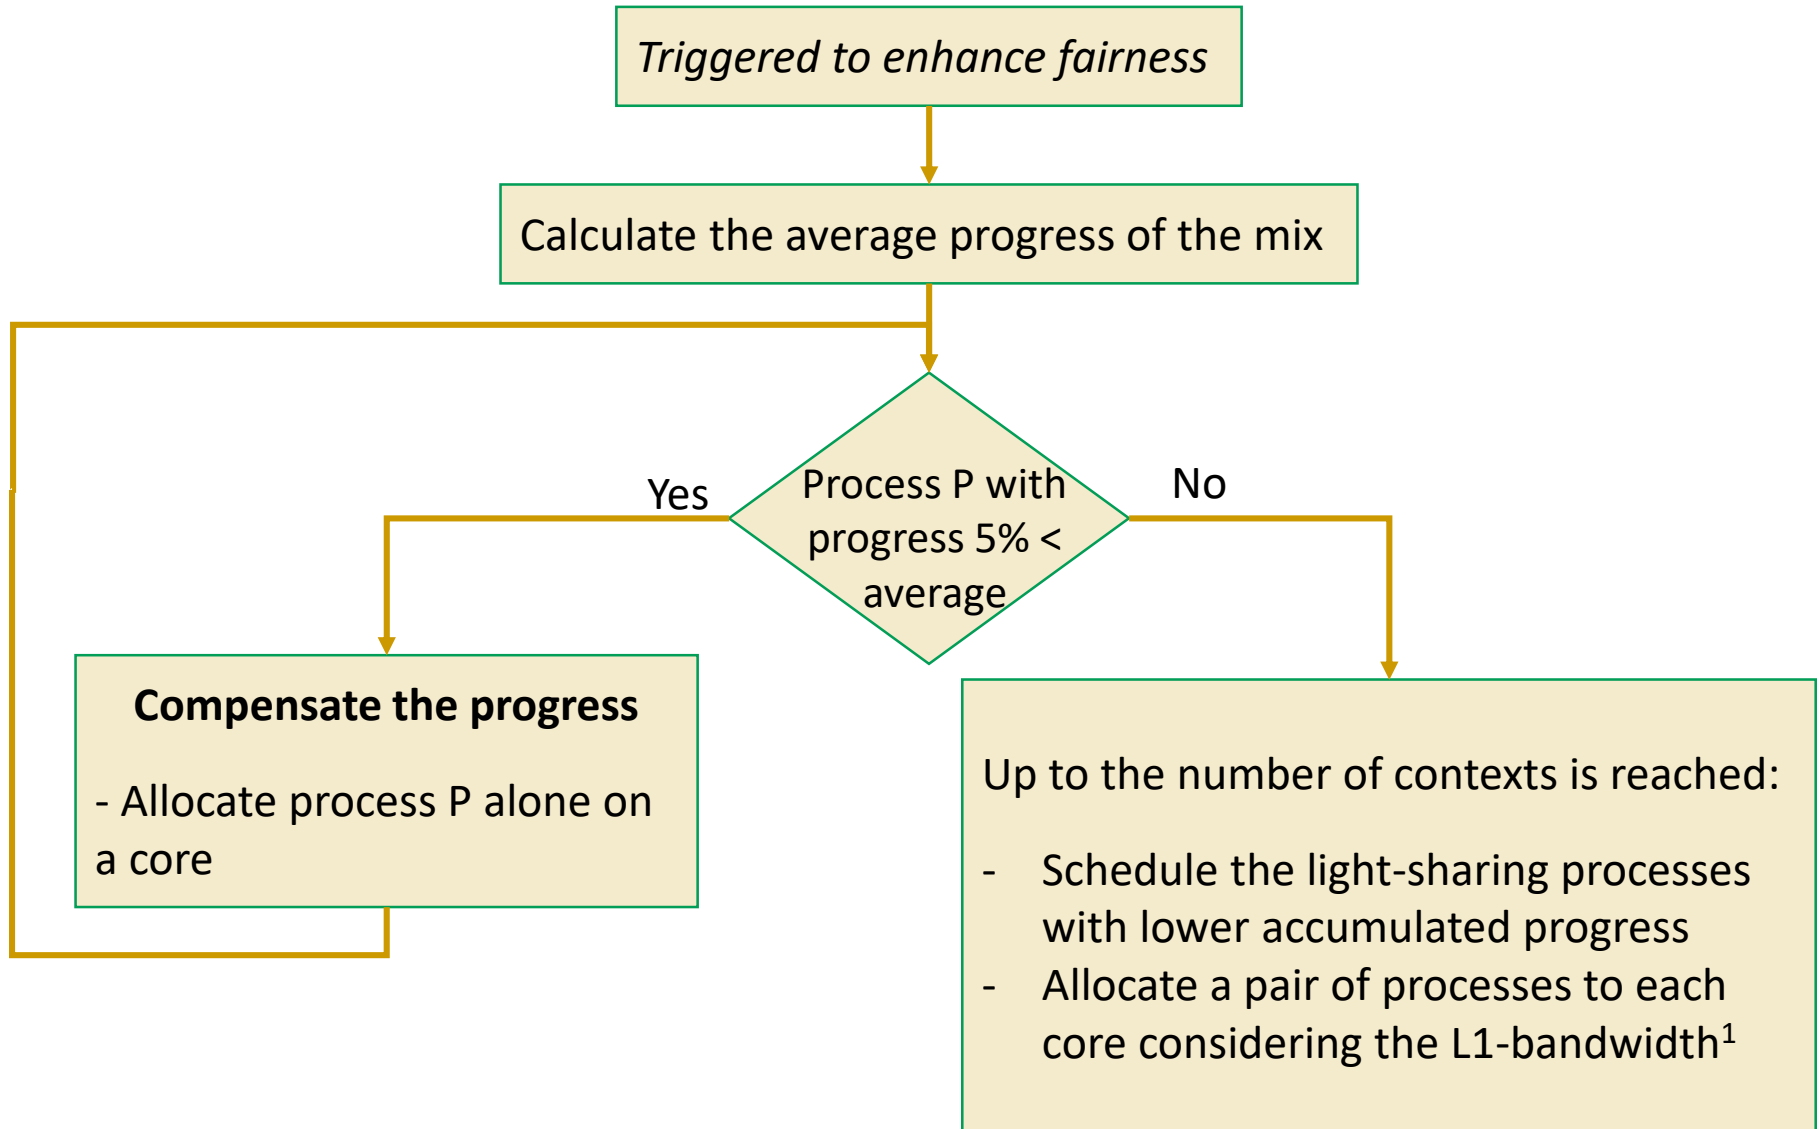 Triggered to enhance fairness
Calculate the average progress of the mix
Yes
Process P with
progress 5% <
average
No
Compensate the progress
- Allocate process P alone on
a core
Up to the number of contexts is reached:
- Schedule the light-sharing processes
with lower accumulated progress
- Allocate a pair of processes to each
core considering the L1-bandwidth¹